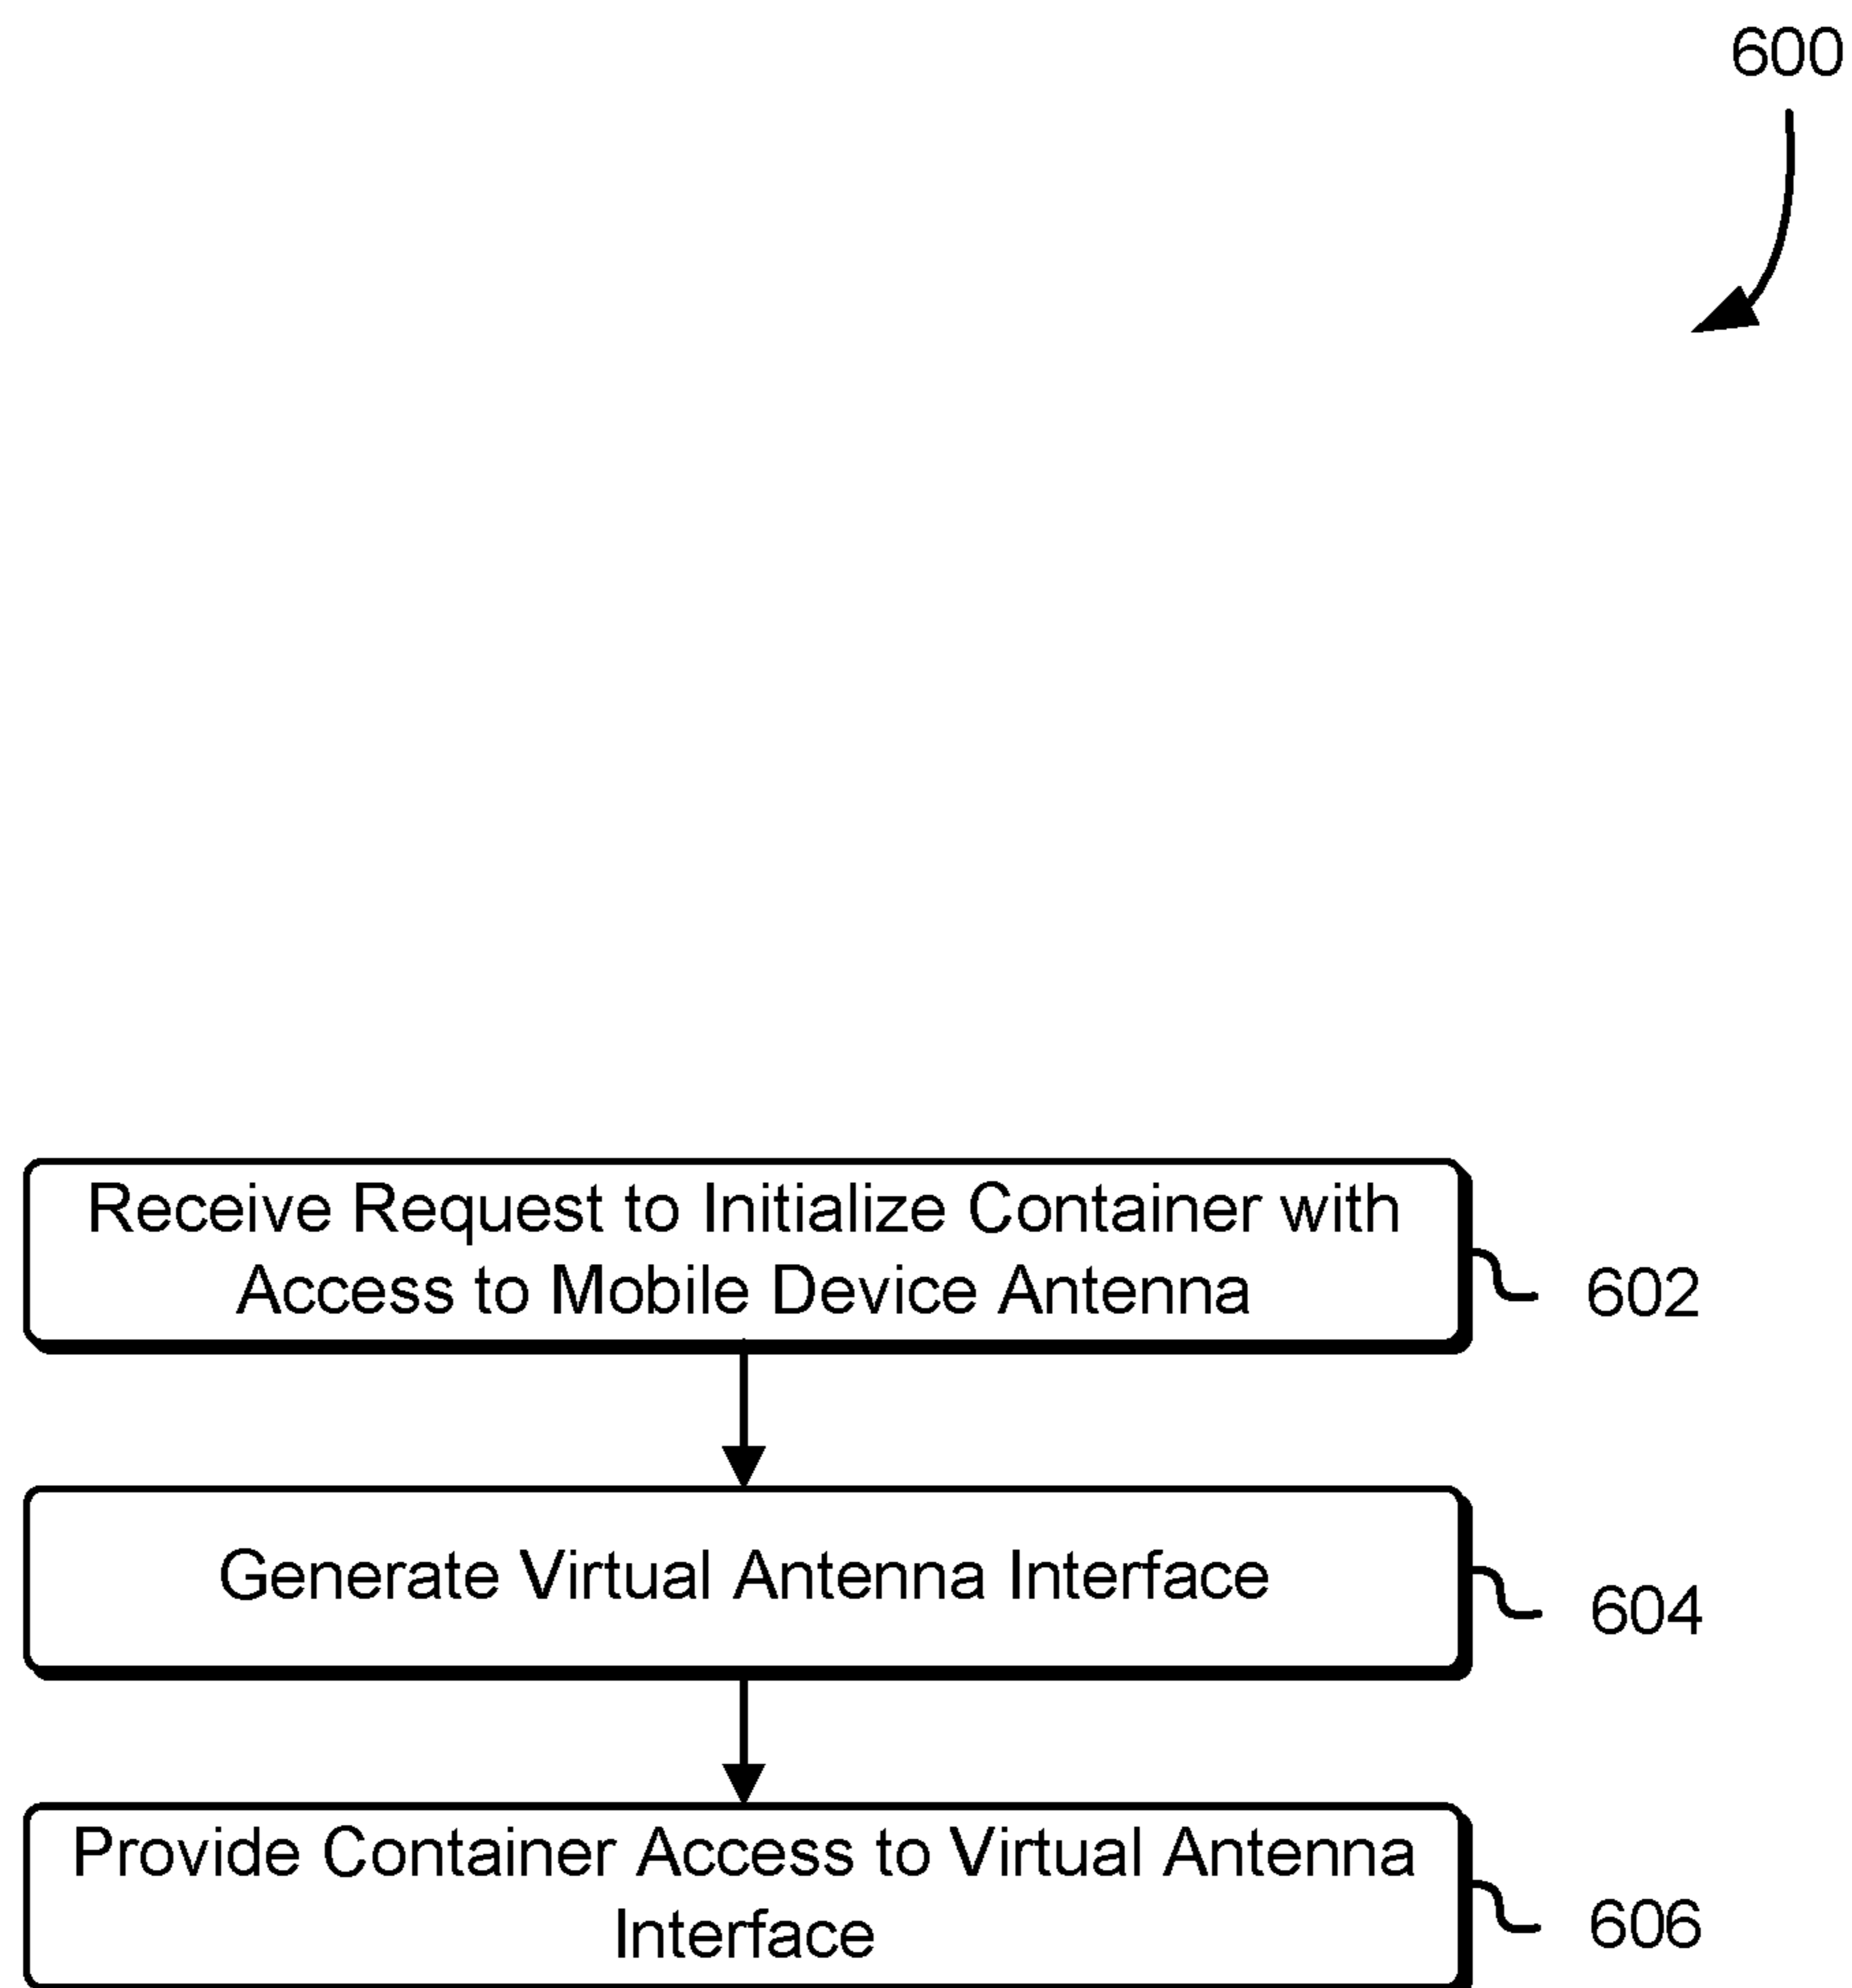 600
Receive Request to Initialize Container with
Access to Mobile Device Antenna
602
Generate Virtual Antenna Interface
604
Provide Container Access to Virtual Antenna
Interface
606